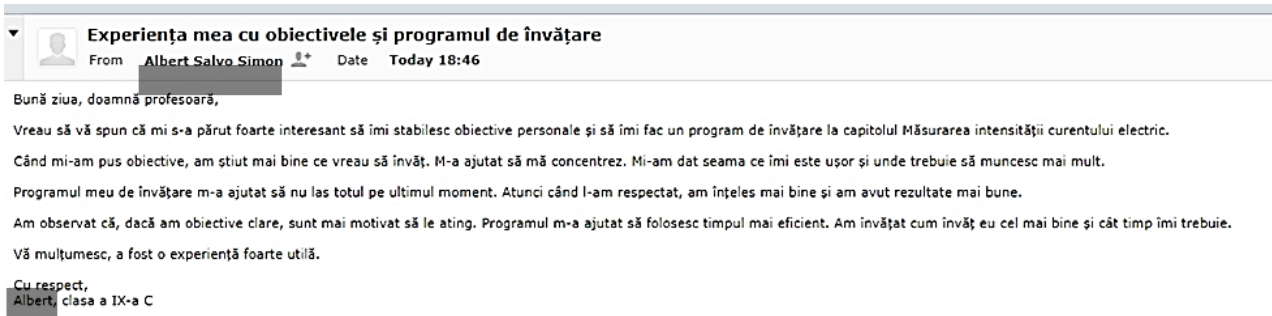 Experiența mea cu obiectivele și programul de învățare
From Albert Salvo Simon Date Today 18:46
Bună ziua, doamnă profesoară,
Vreau să vă spun că mi s-a părut foarte interesant să îmi stabilesc obiective personale și să îmi fac un program de învățare la capitolul Măsurarea intensității curentului electric.
Când mi-am pus obiective, am știut mai bine ce vreau să învăț. M-a ajutat să mă concentrez. Mi-am dat seama ce îmi este ușor și unde trebuie să muncesc mai mult.
Programul meu de învățare m-a ajutat să nu las totul pe ultimul moment. Atunci când l-am respectat, am înțeles mai bine și am avut rezultate mai bune.
Am observat că, dacă am obiective clare, sunt mai motivat să le ating. Programul m-a ajutat să folosesc timpul mai eficient. Am învățat cum învăț eu cel mai bine și cât timp îmi trebuie.
Vă mulțumesc, a fost o experiență foarte utilă.
Cu respect,
Albert, clasa a IX-a C